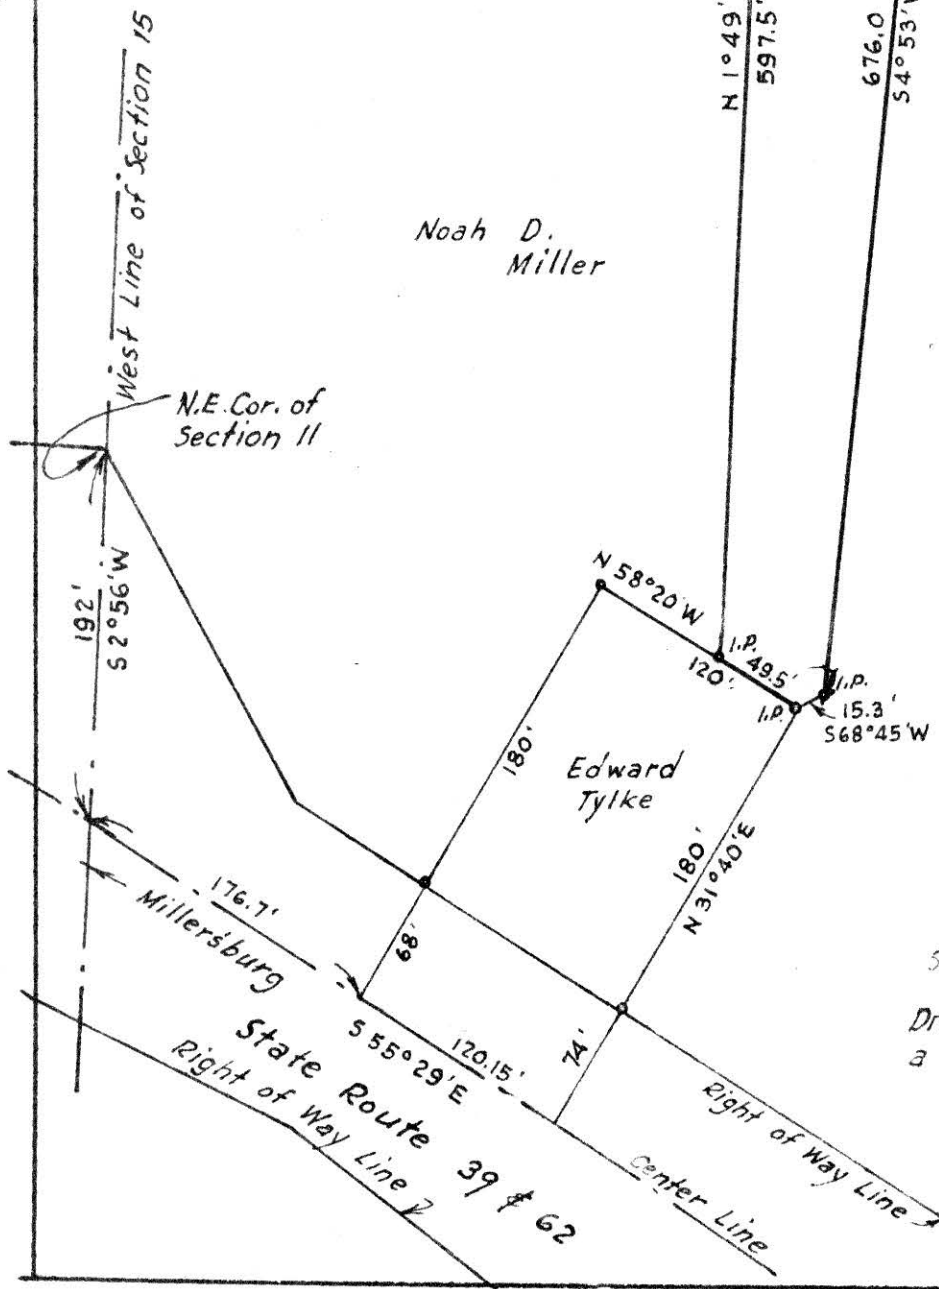 West Line of Section 15
N 1°49'
597.5'
676.0
S4°53'
Noah D.
Miller
N.E. Cor. of
Section 11
192'
S 2°56'W
N 58°20'W
I.P.
49.5'
120'
I.P.
I.P.
15.3'
S68°45'W
180'
Edward
Tylke
180'
N 31°40'E
176.7'
Millersburg
68'
S 55°29'E
120.15'
74'
State Route 39 & 62
Right of Way Line
Right of Way Line
Center Line
Dr
a